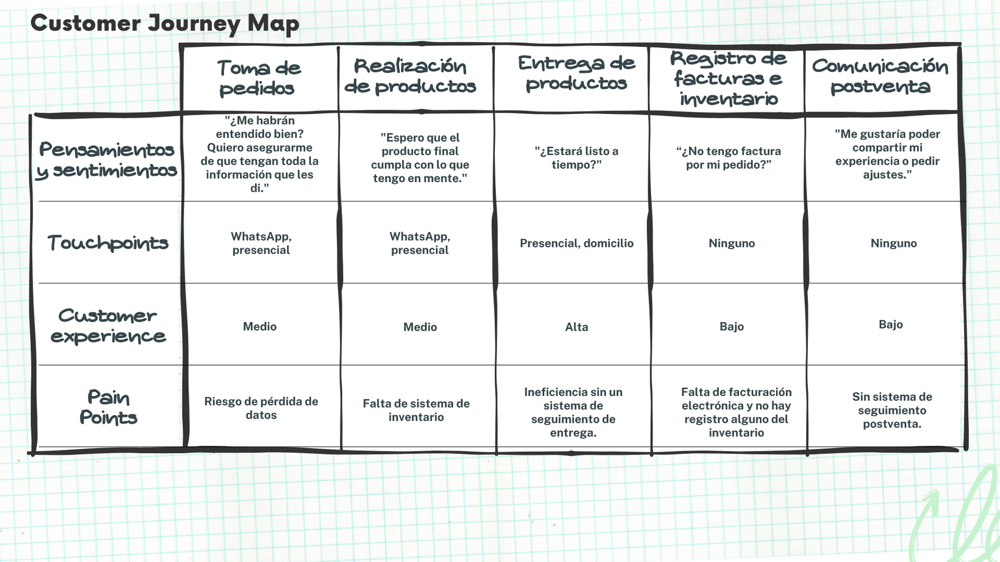 Customer Journey Map
Toma de
pedidos
Realización
de productos
Entrega de
productos
Registro de
facturas e
inventario
Comunicación
postventa
Pensamientos
y sentimientos
"¿Me habrán
entendido bien?
Quiero asegurarme
de que tengan toda la
información que les
di."
"Espero que el
producto final
cumpla con lo que
tengo en mente."
"¿Estará listo a
tiempo?"
“¿No tengo factura
por mi pedido?”
"Me gustaría poder
compartir mi
experiencia o pedir
ajustes."
Touchpoints
WhatsApp,
presencial
WhatsApp,
presencial
Presencial, domicilio
Ninguno
Ninguno
Customer
experience
Medio
Medio
Alta
Bajo
Bajo
Pain
Points
Riesgo de pérdida de
datos
Falta de sistema de
inventario
Ineficiencia sin un
sistema de
seguimiento de
entrega.
Falta de facturación
electrónica y no hay
registro alguno del
inventario
Sin sistema de
seguimiento
postventa.